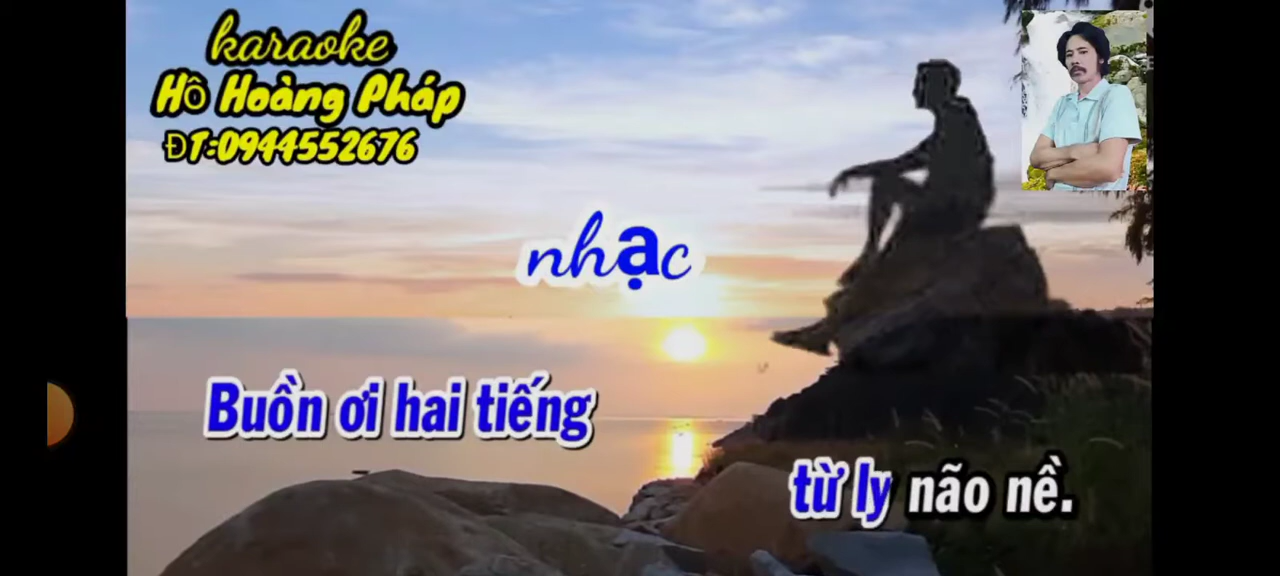 karaoke
Hồ Hoàng Pháp
ĐT:0944552676
nhạc
Buồn ơi hai tiếng
từ ly não nề.